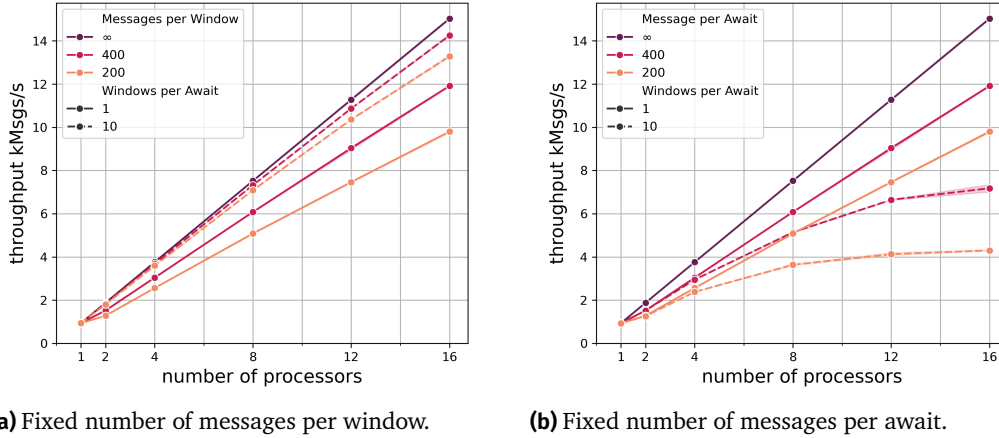 Messages per Window
∞
400
200
Windows per Await
1
10
throughput kMsgs/s
14
12
10
8
6
4
2
0
1 2 4 8 12 16
number of processors
a) Fixed number of messages per window.
Message per Await
∞
400
200
Windows per Await
1
10
throughput kMsgs/s
14
12
10
8
6
4
2
0
1 2 4 8 12 16
number of processors
(b) Fixed number of messages per await.